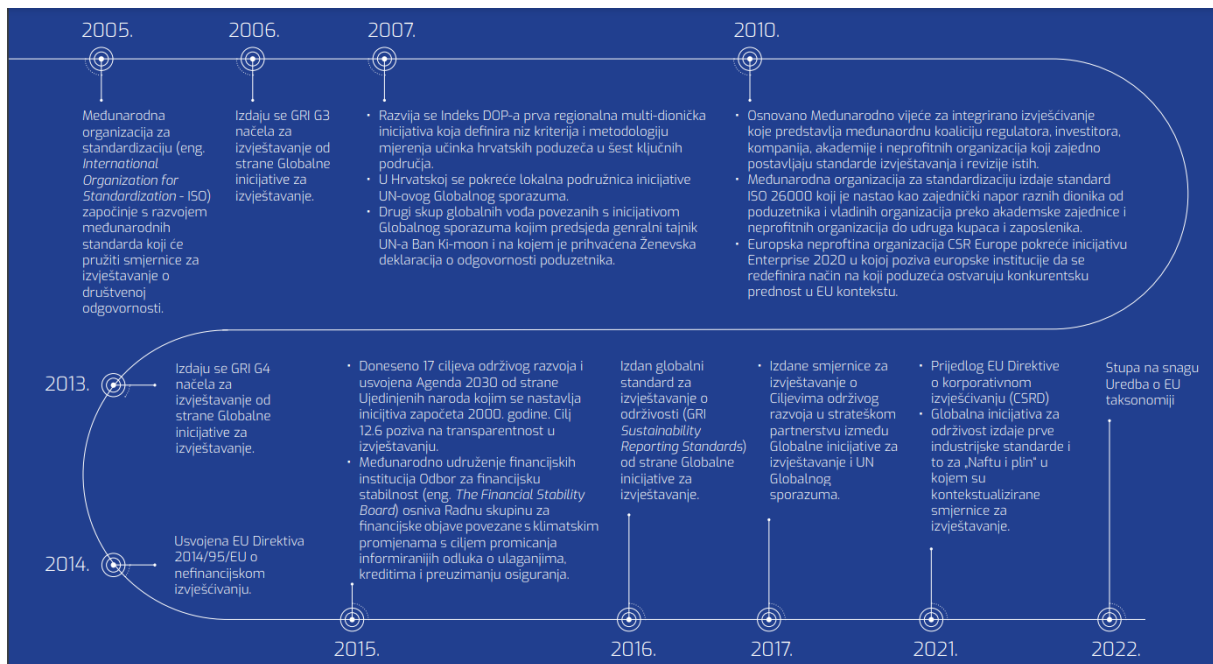 2005.
Međunarodna
organizacija za
standardizaciju (eng.
International
Organization for
Standardization - ISO)
započinje s razvojem
međunarodnih
standarda koji će
pružiti smjernice za
izvještavanje o
društvenoj
odgovornosti.
2006.
Izdaju se GRI G3
načela za
izvještavanje od
strane Globalne
inicijative za
izvještavanje.
2007.
• Razvija se Indeks DOP-a prva regionalna multi-dionička
inicijativa koja definira niz kriterija i metodologiju
mjerenja učinka hrvatskih poduzeća u šest ključnih
područja.
• U Hrvatskoj se pokreće lokalna podružnica inicijative
UN-ovog Globalnog sporazuma.
• Drugi skup globalnih vođa povezanih s inicijativom
Globalnog sporazuma kojim predsjeda genralni tajnik
UN-a Ban Ki-moon i na kojem je prihvaćena Ženevska
deklaracija o odgovornosti poduzetnika.
2010.
• Osnovano Međunarodno vijeće za integrirano izvješćivanje
koje predstavlja međunaordnu koaliciju regulatora, investitora,
kompanija, akademije i neprofitnih organizacija koji zajedno
postavljaju standarde izvještavanja i revizije istih.
• Međunarodna organizacija za standardizaciju izdaje standard
ISO 26000 koji je nastao kao zajednički napor raznih dionika od
poduzetnika i vladinih organizacija preko akademske zajednice i
neprofitnih organizacija do udruga kupaca i zaposlenika.
• Europska neproftina organizacija CSR Europe pokreće inicijativu
Enterprise 2020 u kojoj poziva europske institucije da se
redefinira način na koji poduzeća ostvaruju konkurentsku
prednost u EU kontekstu.
2013.
Izdaju se GRI G4
načela za
izvještavanje od
strane Globalne
inicijative za
izvještavanje.
2014.
Usvojena EU Direktiva
2014/95/EU o
nefinancijskom
izvješćivanju.
• Doneseno 17 ciljeva održivog razvoja i
usvojena Agenda 2030 od strane
Ujedinjenih naroda kojim se nastavlja
inicijtiva započeta 2000. godine. Cilj
12.6 poziva na transparentnost u
izvještavanju.
• Međunarodno udruženje financijskih
institucija Odbor za financijsku
stabilnost (eng. The Financial Stability
Board) osniva Radnu skupinu za
financijske objave povezane s klimatskim
promjenama s ciljem promicanja
informiranijih odluka o ulaganjima,
kreditima i preuzimanju osiguranja.
2015.
Izdan globalni
standard za
izvještavanje o
održivosti (GRI
Sustainability
Reporting Standards)
od strane Globalne
inicijative za
izvještavanje.
2016.
• Izdane smjernice za
izvještavanje o
Ciljevima održivog
razvoja u strateškom
partnerstvu između
Globalne inicijative za
izvještavanje i UN
Globalnog
sporazuma.
2017.
• Prijedlog EU Direktive
o korporativnom
izvješćivanju (CSRD)
• Globalna inicijativa za
održivost izdaje prve
industrijske standarde i
to za „Naftu i plin“ u
kojem su
kontekstualizirane
smjernice za
izvještavanje.
2021.
Stupa na snagu
Uredba o EU
taksonomiji
2022.